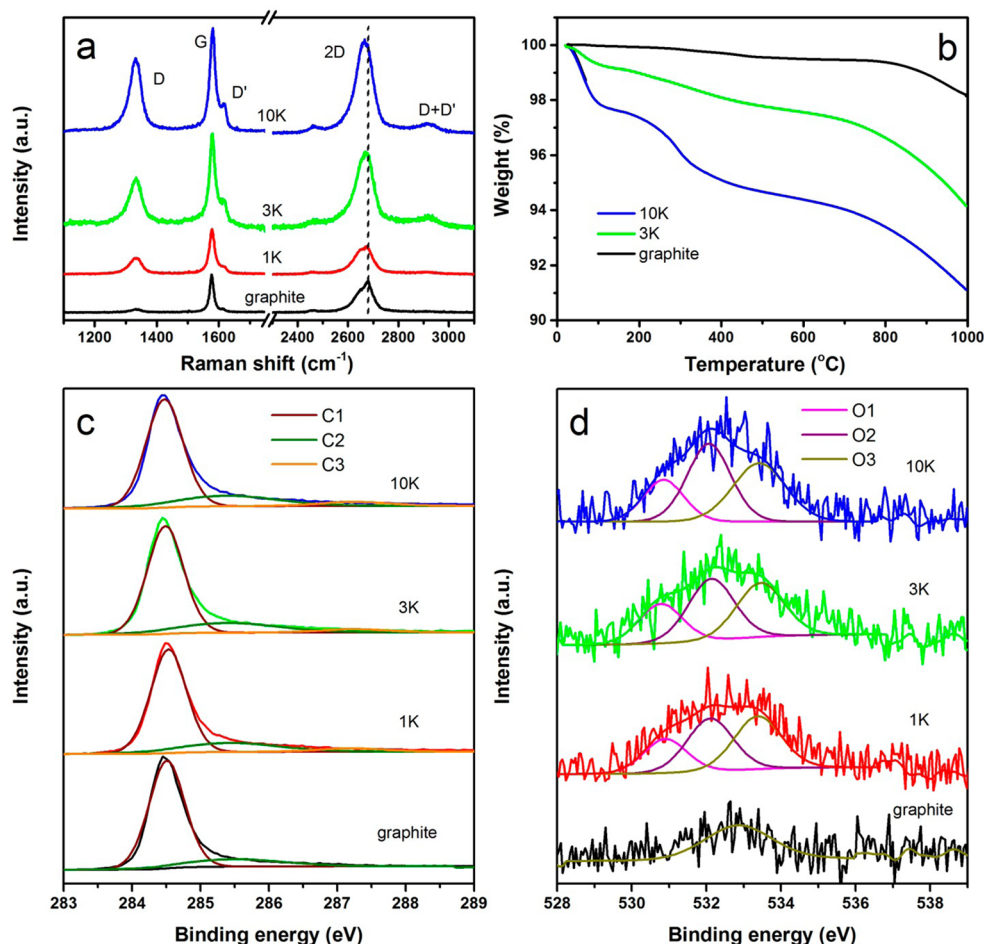 a
D
G
D'
2D
D+D'
10K
3K
1K
graphite
Intensity (a.u.)
1200 1400 1600 2400 2600 2800 3000
Raman shift (cm-1)
b
100
98
96
94
92
90
Weight (%)
10K
3K
graphite
0 200 400 600 800 1000
Temperature (oC)
c
C1
C2
C3
10K
3K
1K
graphite
Intensity (a.u.)
283 284 285 286 287 288 289
Binding energy (eV)
d
O1
O2
O3
10K
3K
1K
graphite
Intensity (a.u.)
528 530 532 534 536 538
Binding energy (eV)